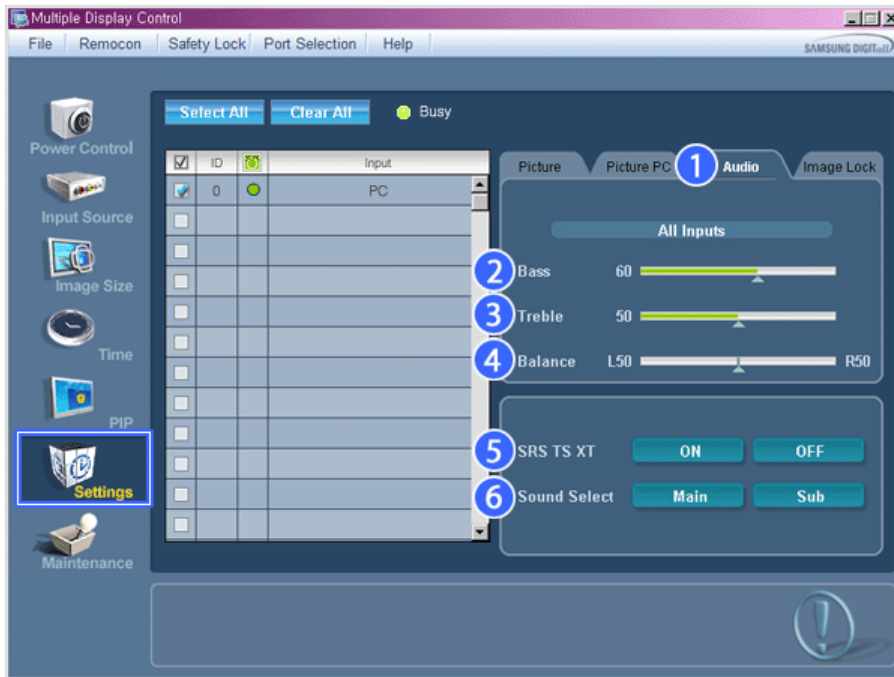 Multiple Display Control
File Remocon Safety Lock Port Selection Help
SAMSUNG DIGITall
Select All Clear All Busy
Power Control
Input Source
Image Size
Time
PIP
Settings
Maintenance
ID Input
0 PC
Picture Picture PC 1 Audio Image Lock
All Inputs
2 Bass 60
3 Treble 50
4 Balance L50 R50
5 SRS TS XT ON OFF
6 Sound Select Main Sub